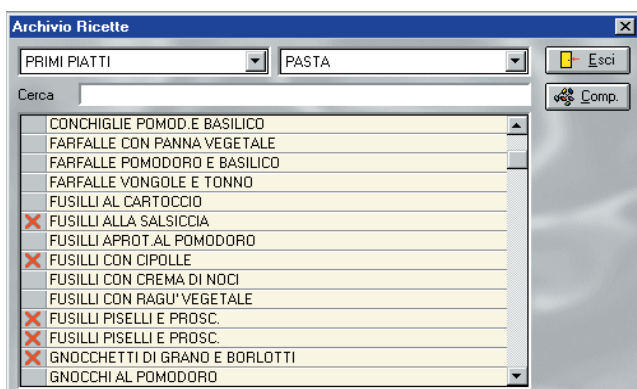 Archivio Ricette
PRIMI PIATTI PASTA Esci
Cerca Comp.
CONCHIGLIE POMOD.E BASILICO
FARFALLE CON PANNA VEGETALE
FARFALLE POMODORO E BASILICO
FARFALLE VONGOLE E TONNO
FUSILLI AL CARTOCCIO
FUSILLI ALLA SALSICCIA
FUSILLI APROT.AL POMODORO
FUSILLI CON CIPOLLE
FUSILLI CON CREMA DI NOCI
FUSILLI CON RAGU' VEGETALE
FUSILLI PISELLI E PROSC.
FUSILLI PISELLI E PROSC.
GNOCCHETTI DI GRANO E BORLOTTI
GNOCCHI AL POMODORO